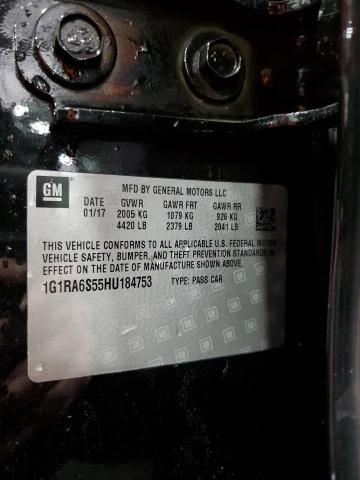 GM
MFD BY GENERAL MOTORS LLC
DATE GVWR GAWR FRT GAWR RR
01/17 2005 KG 1079 KG 926 KG
4420 LB 2379 LB 2041 LB
THIS VEHICLE CONFORMS TO ALL APPLICABLE U.S. FEDERAL MOTOR
VEHICLE SAFETY, BUMPER, AND THEFT PREVENTION STANDARDS IN
EFFECT ON THE DATE OF MANUFACTURE SHOWN ABOVE.
1G1RA6S55HU184753 TYPE: PASS CAR